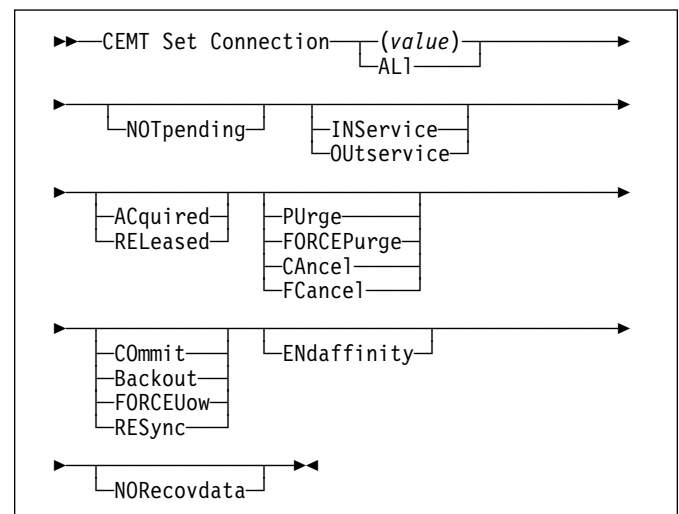 CEMT Set Connection (value)
ALl
NOTpending INService
OUtservice
ACquired PUrge
RELeased FORCEPurge
CAncel
FCancel
COmmit ENdaffinity
Backout
FORCEUow
RESync
NORecovdata